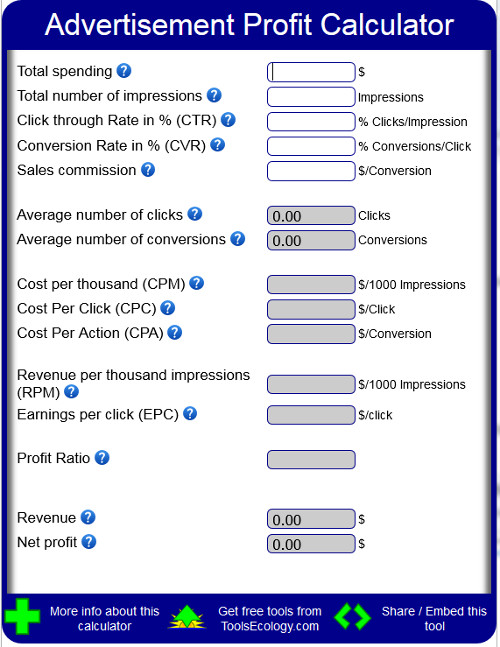 Advertisement Profit Calculator
Total spending ? $
Total number of impressions ? Impressions
Click through Rate in % (CTR) ? % Clicks/Impression
Conversion Rate in % (CVR) ? % Conversions/Click
Sales commission ? $/Conversion
Average number of clicks ? 0.00 Clicks
Average number of conversions ? 0.00 Conversions
Cost per thousand (CPM) ? $/1000 Impressions
Cost Per Click (CPC) ? $/Click
Cost Per Action (CPA) ? $/Conversion
Revenue per thousand impressions
(RPM) ? $/1000 Impressions
Earnings per click (EPC) ? $/click
Profit Ratio ?
Revenue ? 0.00 $
Net profit ? 0.00 $
More info about this
calculator
Get free tools from
ToolsEcology.com
Share / Embed this
tool